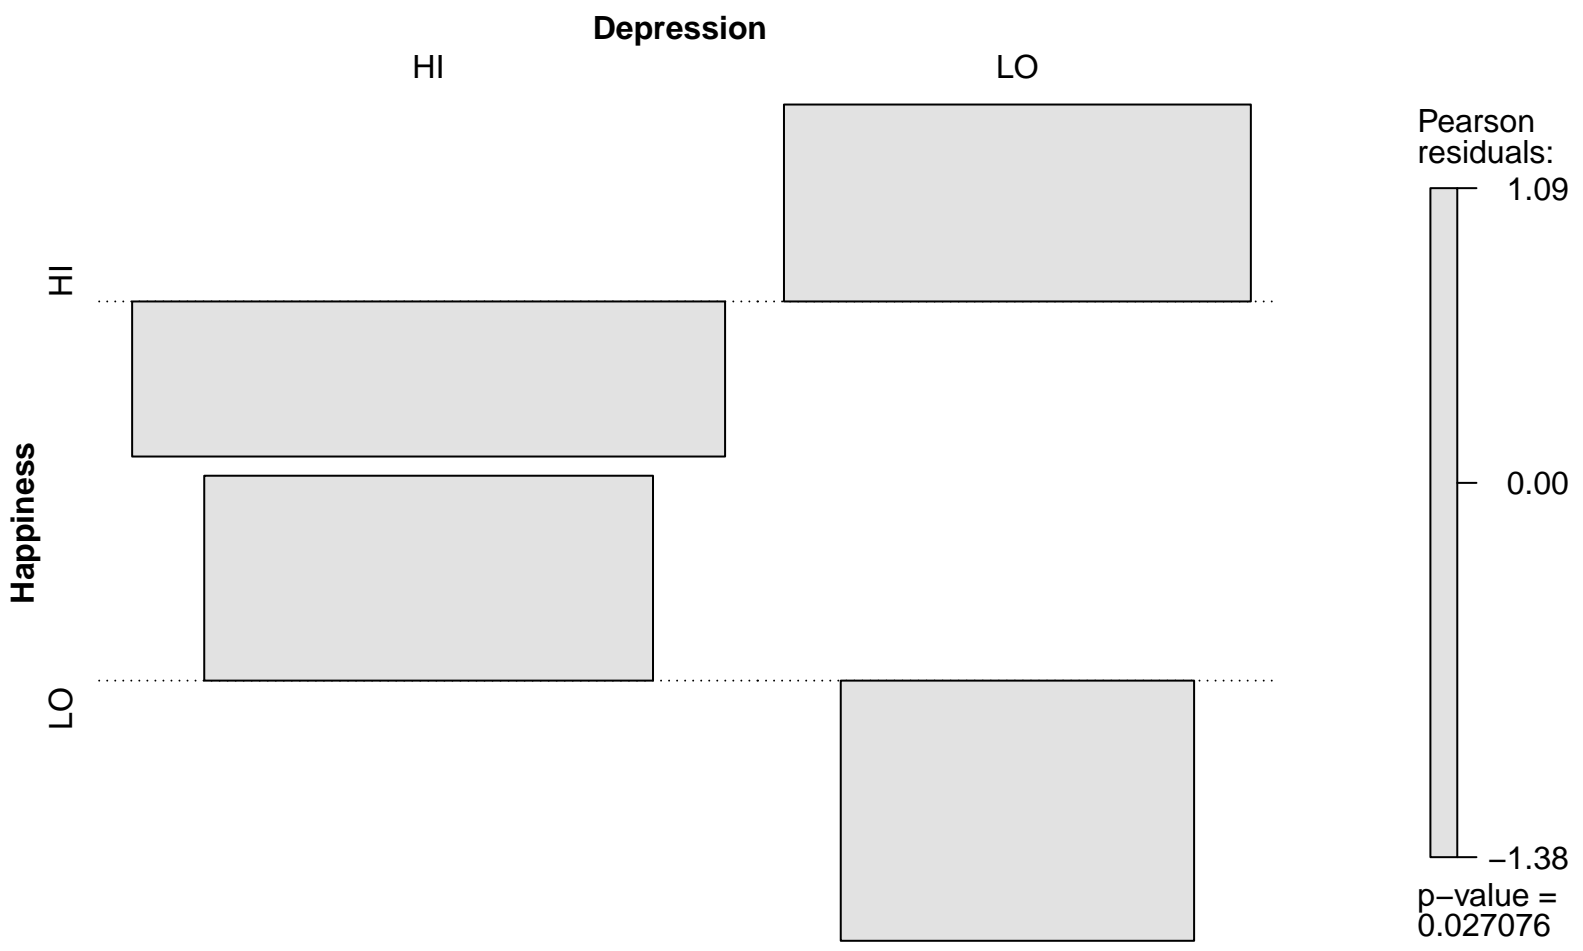 Depression
HI
LO
Happiness
HI
LO
Pearson
residuals:
1.09
0.00
−1.38
p−value =
0.027076